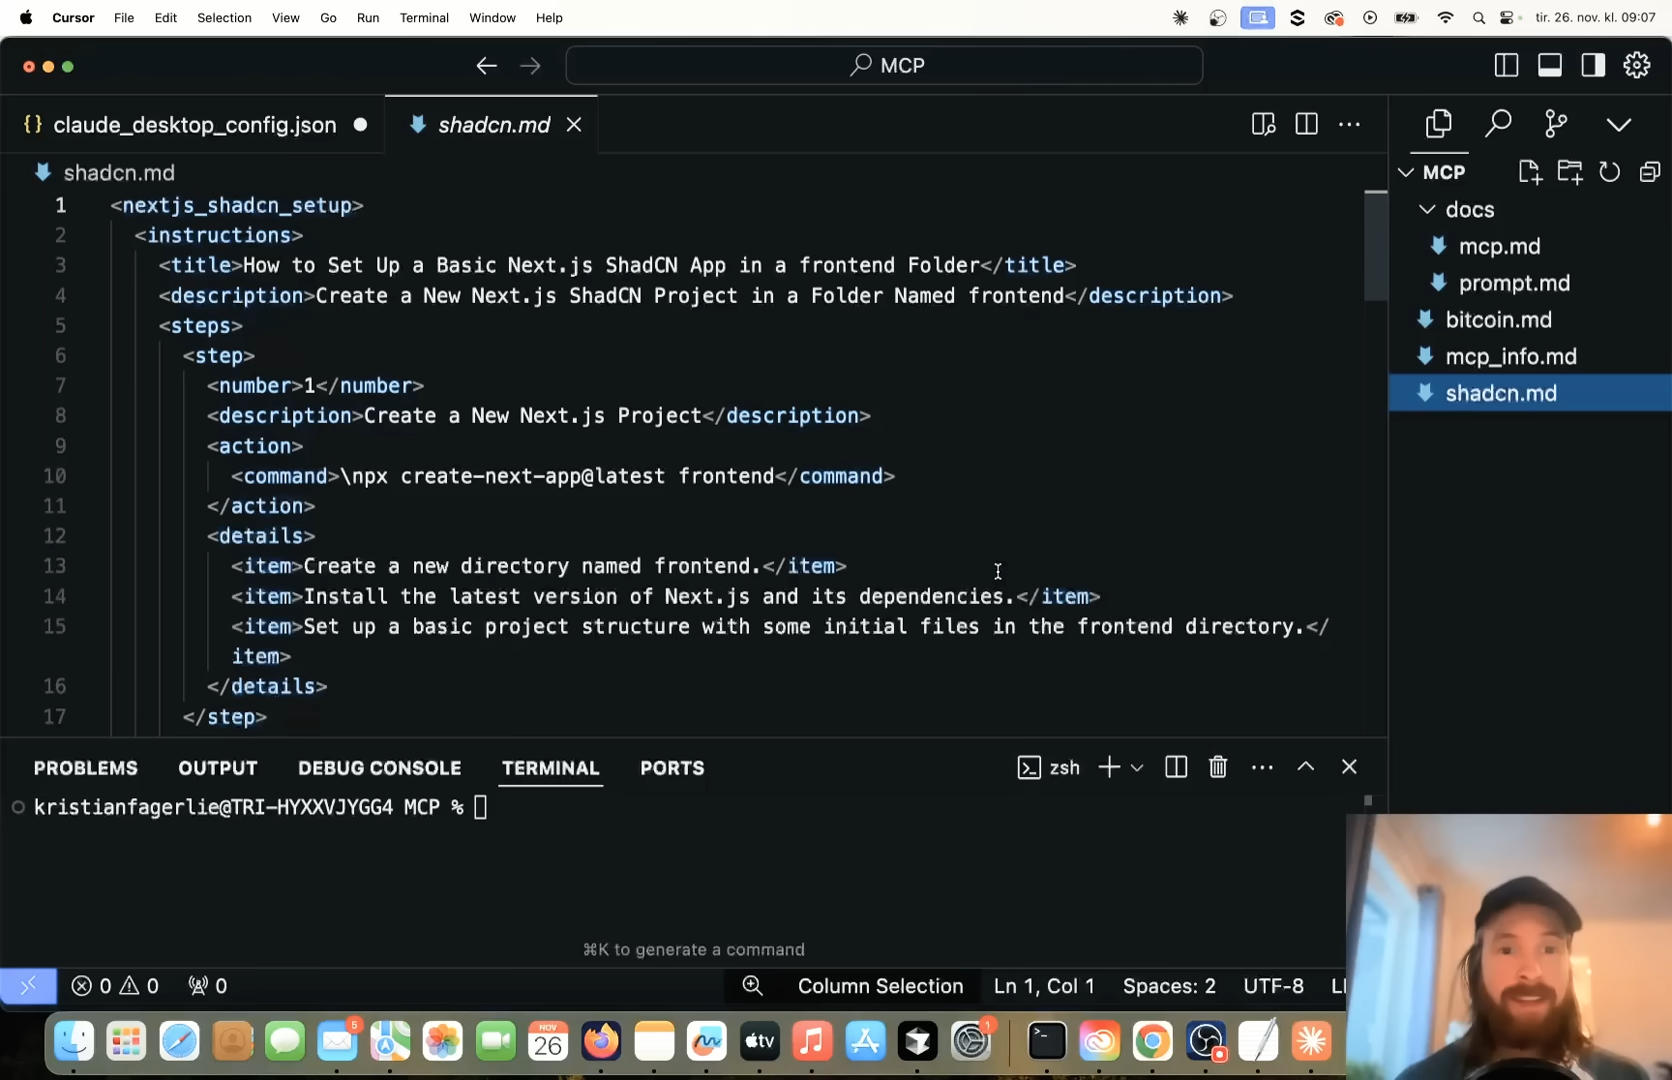 Cursor File Edit Selection View Go Run Terminal Window Help tir. 26. nov. kl. 09:07
MCP
{} claude_desktop_config.json
shadcn.md
shadcn.md
1 <nextjs_shadcn_setup>
2 <instructions>
3 <title>How to Set Up a Basic Next.js ShadCN App in a frontend Folder</title>
4 <description>Create a New Next.js ShadCN Project in a Folder Named frontend</description>
5 <steps>
6 <step>
7 <number>1</number>
8 <description>Create a New Next.js Project</description>
9 <action>
10 <command>\npx create-next-app@latest frontend</command>
11 </action>
12 <details>
13 <item>Create a new directory named frontend.</item>
14 <item>Install the latest version of Next.js and its dependencies.</item>
15 <item>Set up a basic project structure with some initial files in the frontend directory.</
item>
16 </details>
17 </step>
MCP
docs
mcp.md
prompt.md
bitcoin.md
mcp_info.md
shadcn.md
PROBLEMS OUTPUT DEBUG CONSOLE TERMINAL PORTS zsh
kristianfagerlie@TRI-HYXXVJYGG4 MCP %
⌘K to generate a command
0 0 0 Column Selection Ln 1, Col 1 Spaces: 2 UTF-8
5 NOV 26 tv 1